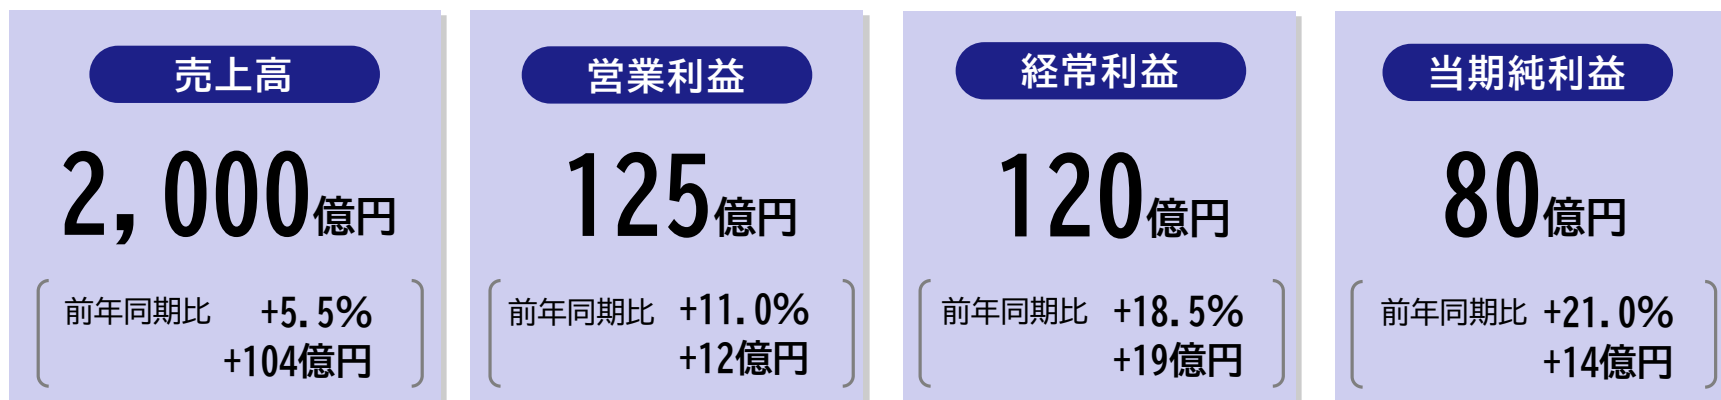 売上高
2,000億円
前年同期比 +5.5%
+104億円
営業利益
125億円
前年同期比 +11.0%
+12億円
経常利益
120億円
前年同期比 +18.5%
+19億円
当期純利益
80億円
前年同期比 +21.0%
+14億円